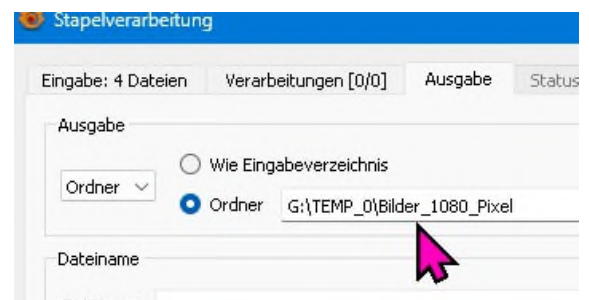 Stapelverarbeitung
Eingabe: 4 Dateien Verarbeitungen [0/0] Ausgabe Status
Ausgabe
Ordner
Wie Eingabeverzeichnis
Ordner G:\TEMP_0\Bilder_1080_Pixel
Dateiname